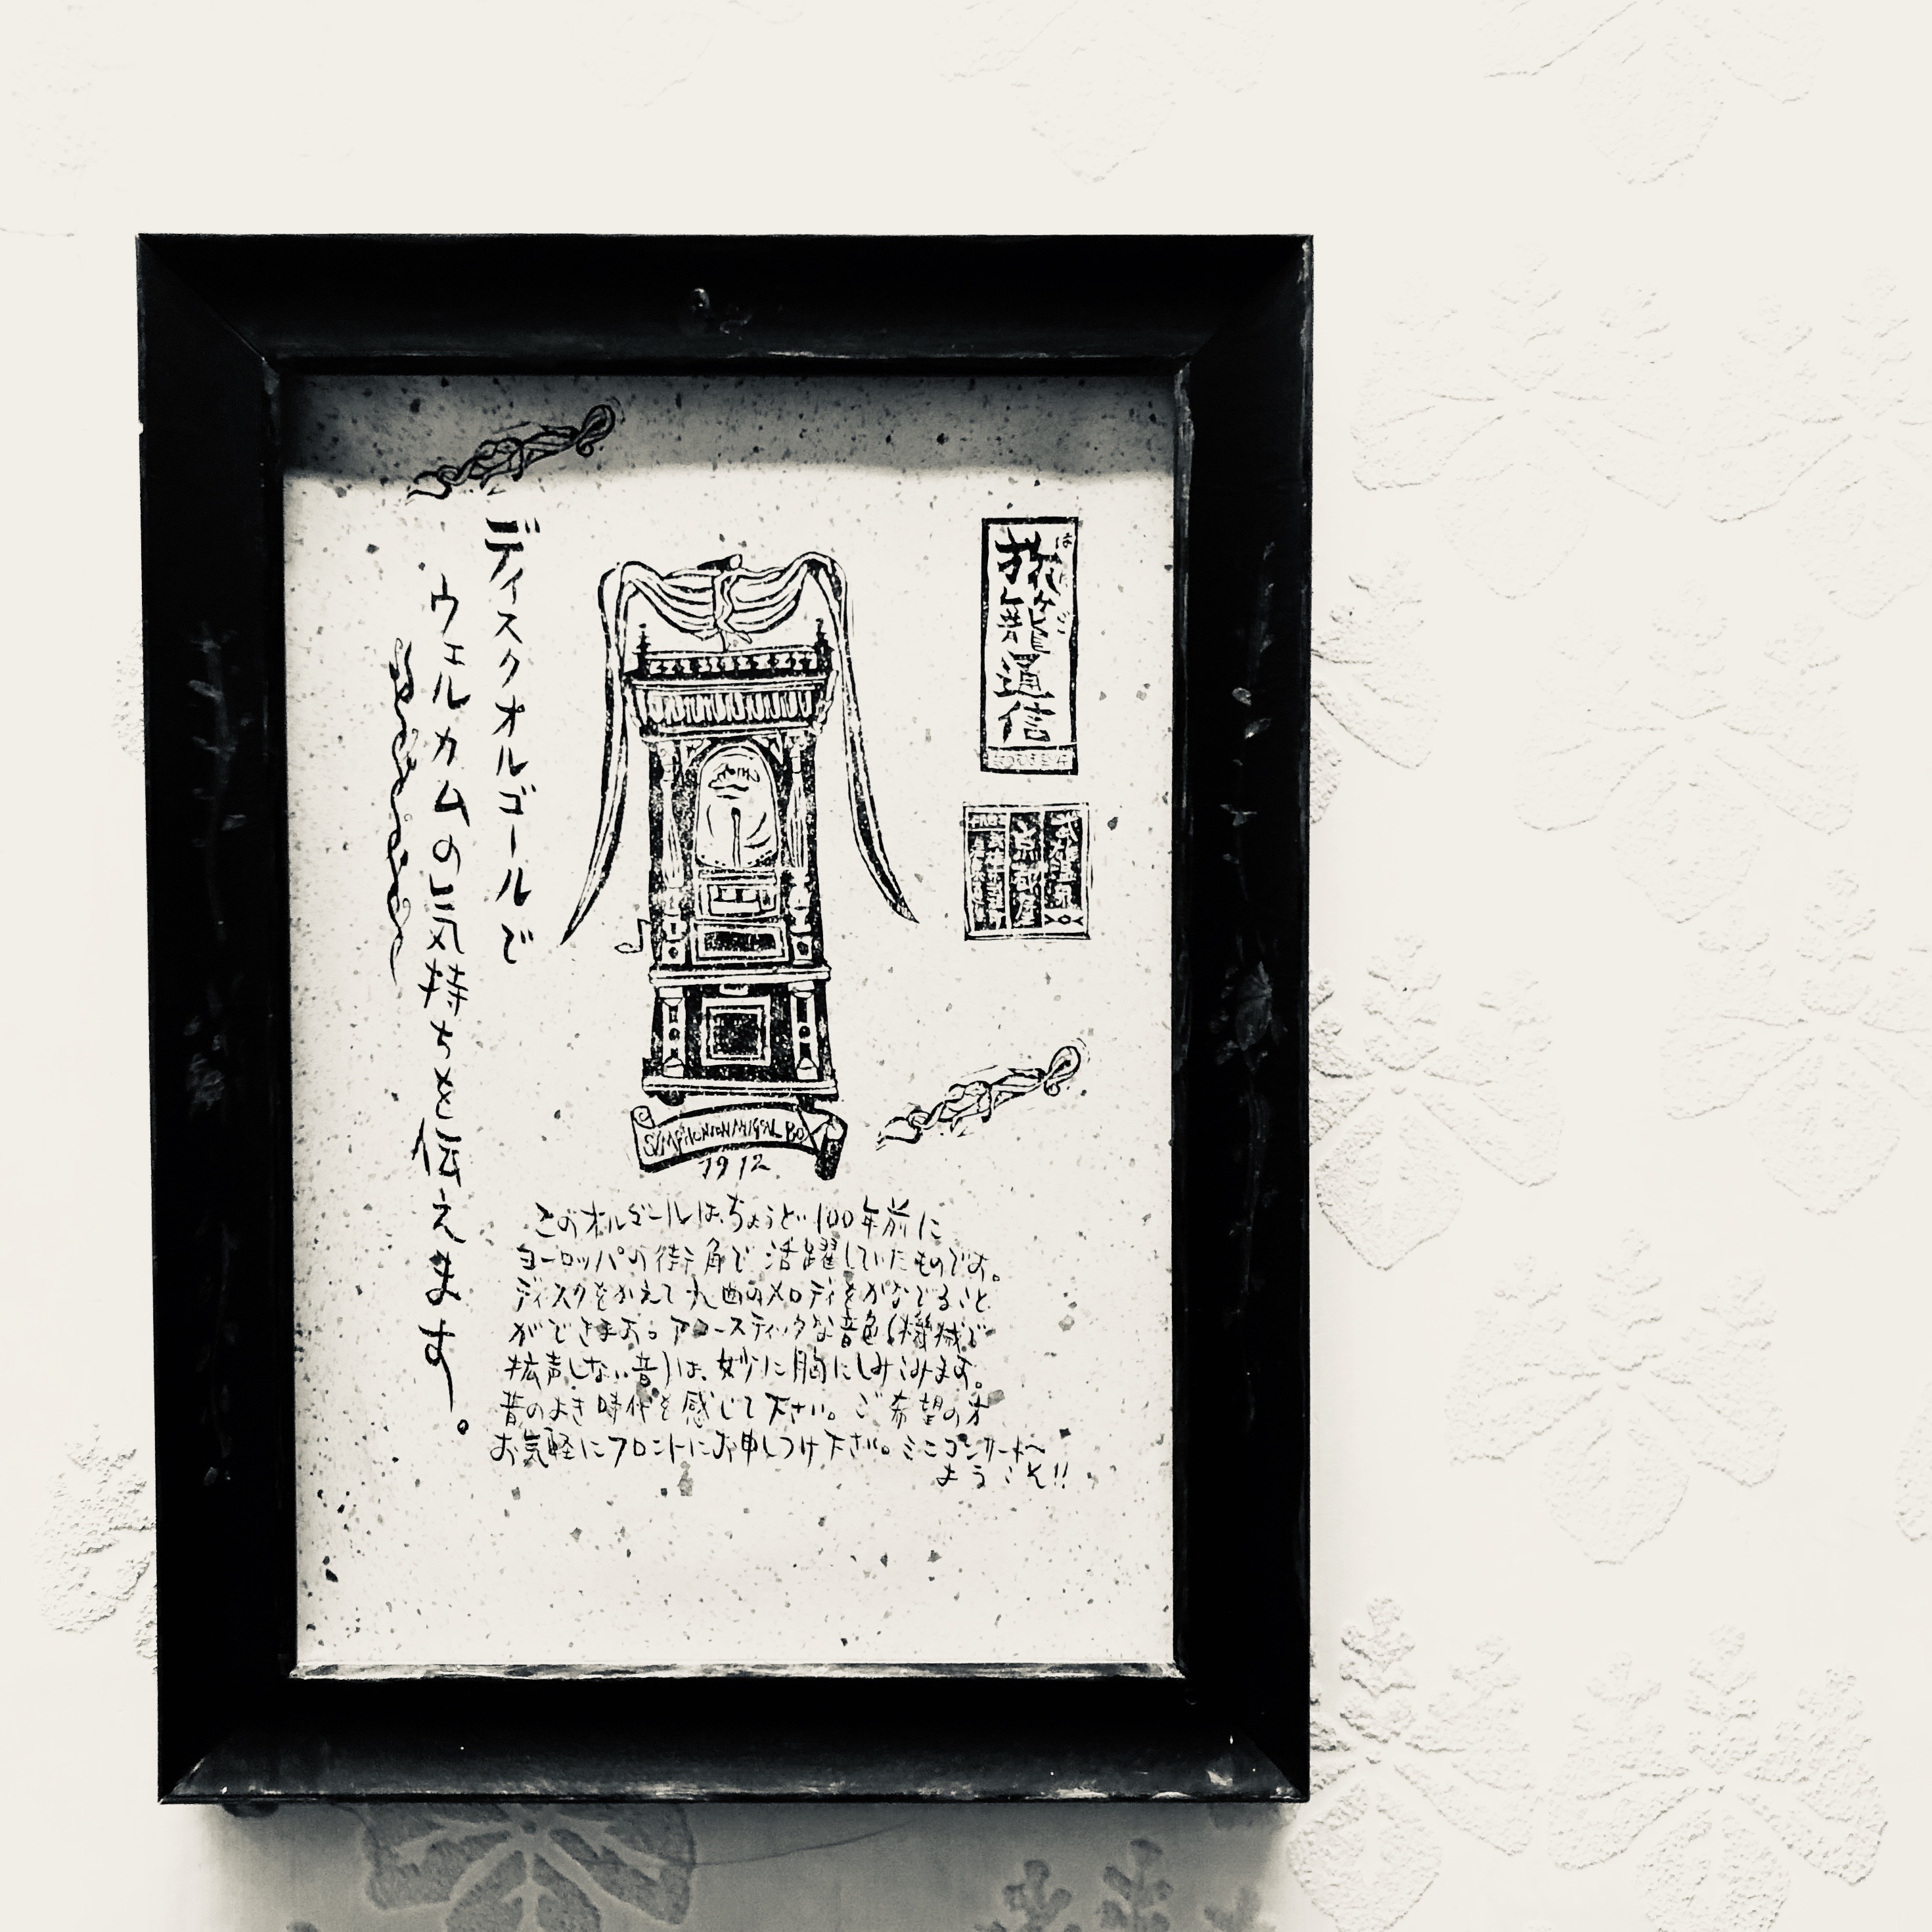 旅籠通信
武雄温泉
京都屋
ディスクオルゴールで
ウェルカムの気持ちを伝えます。
SIMPHONION MUSICAL BOX
1912
このオルゴールは、ちょうど100年前に
ヨーロッパの街角で活躍していたものです。
ディスクをかえて九曲のメロディをかなでること
ができます。アコースティックな音色(機械で
拡声しない音)は、妙に胸にしみこみます。
昔のよき時代を感じて下さい。ご希望の方
お気軽にフロントにお申しつけ下さい。ミニコンサートへ
ようこそ!!